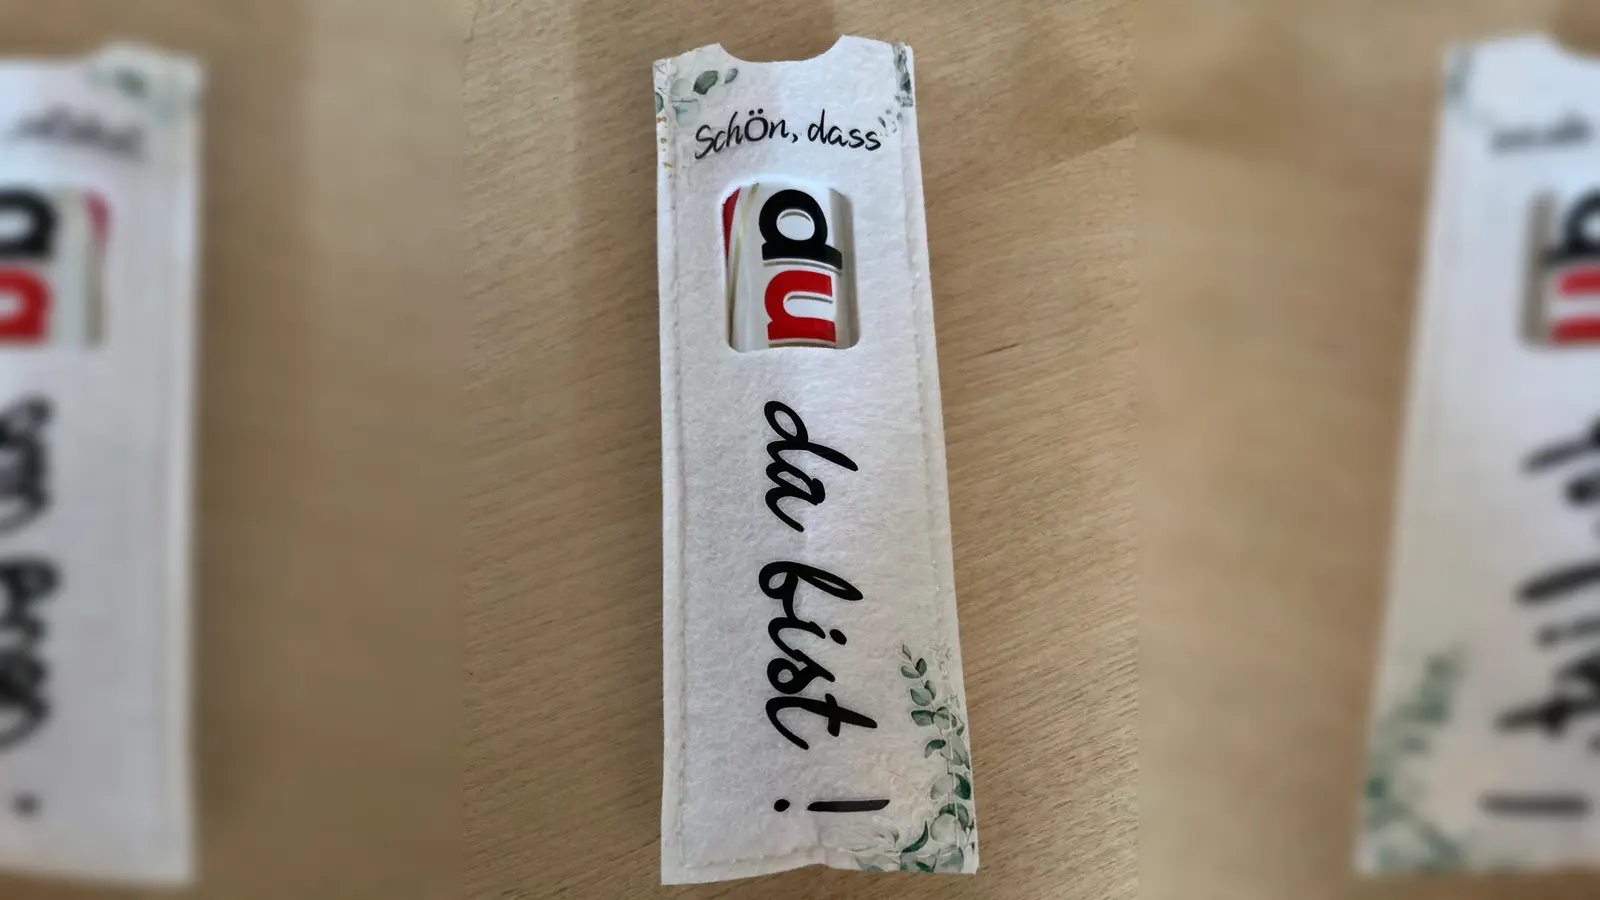 Schön, dass
du
da bist!